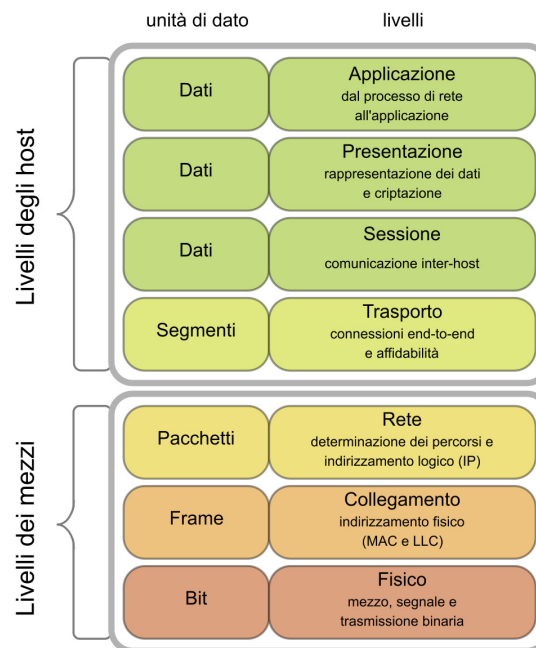 unità di dato
livelli
Livelli degli host
Dati
Applicazione
dal processo di rete
all'applicazione
Dati
Presentazione
rappresentazione dei dati
e criptazione
Dati
Sessione
comunicazione inter-host
Segmenti
Trasporto
connessioni end-to-end
e affidabilità
Livelli dei mezzi
Pacchetti
Rete
determinazione dei percorsi e
indirizzamento logico (IP)
Frame
Collegamento
indirizzamento fisico
(MAC e LLC)
Bit
Fisico
mezzo, segnale e
trasmissione binaria